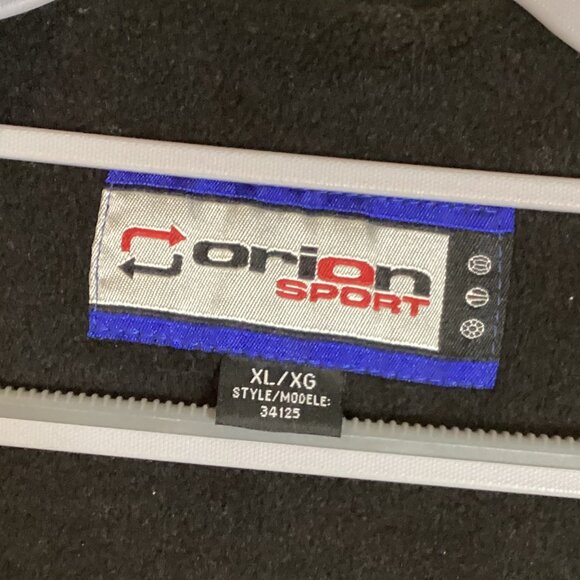 orion
SPORT
XL/XG
STYLE/MODELE:
34125